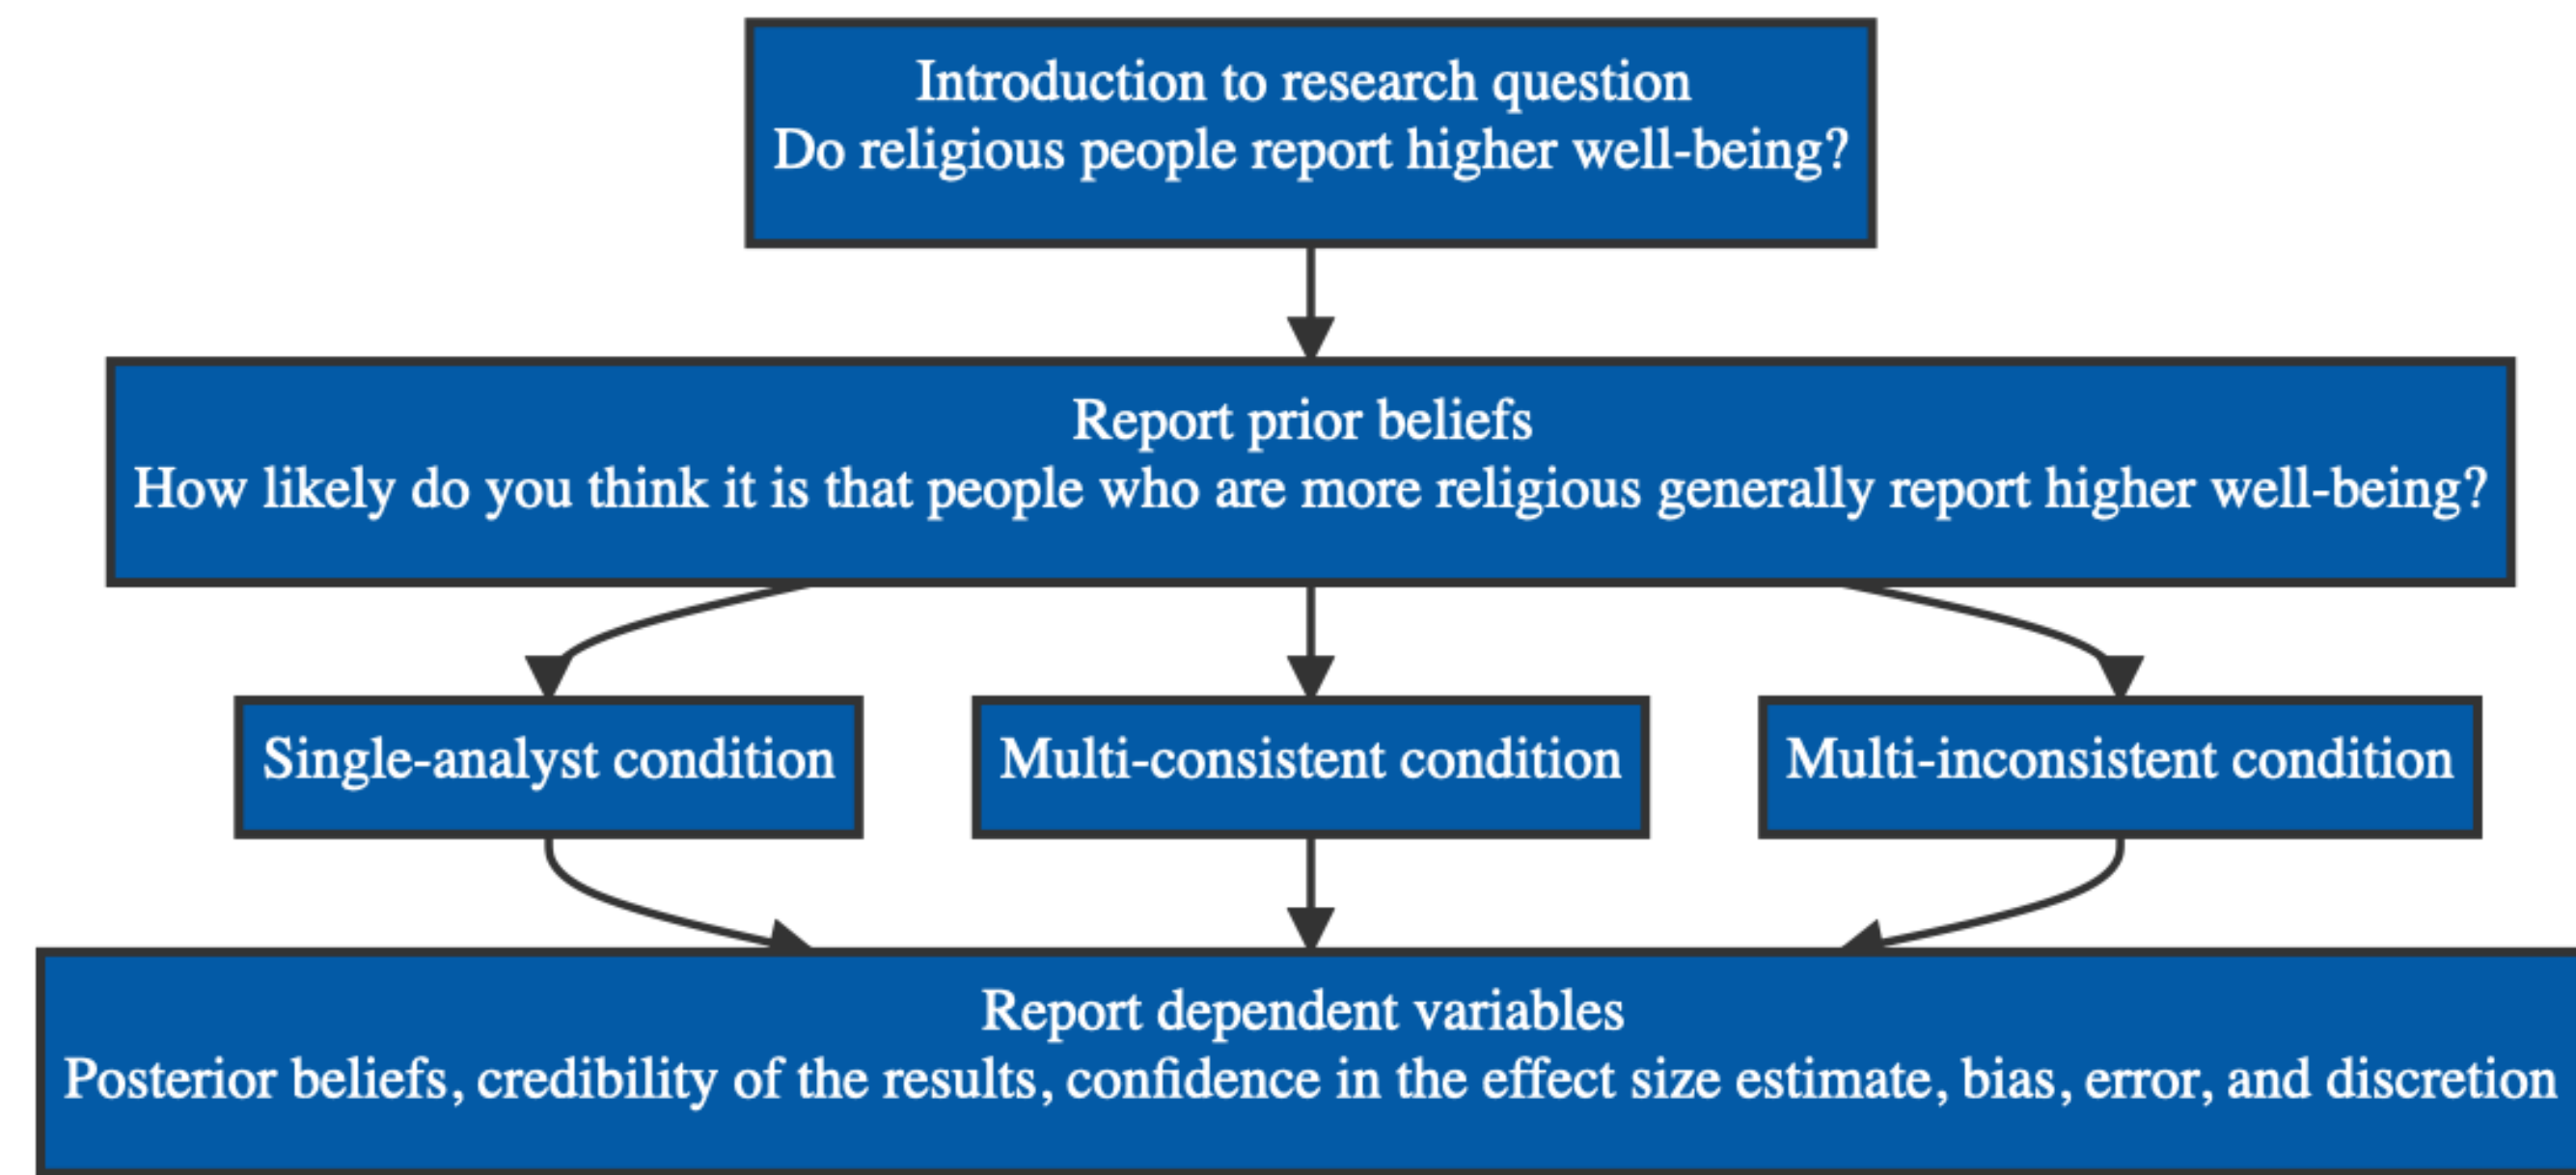 Introduction to research question
Do religious people report higher well-being?
Report prior beliefs
How likely do you think it is that people who are more religious generally report higher well-being?
Single-analyst condition
Multi-consistent condition
Multi-inconsistent condition
Report dependent variables
Posterior beliefs, credibility of the results, confidence in the effect size estimate, bias, error, and discretion